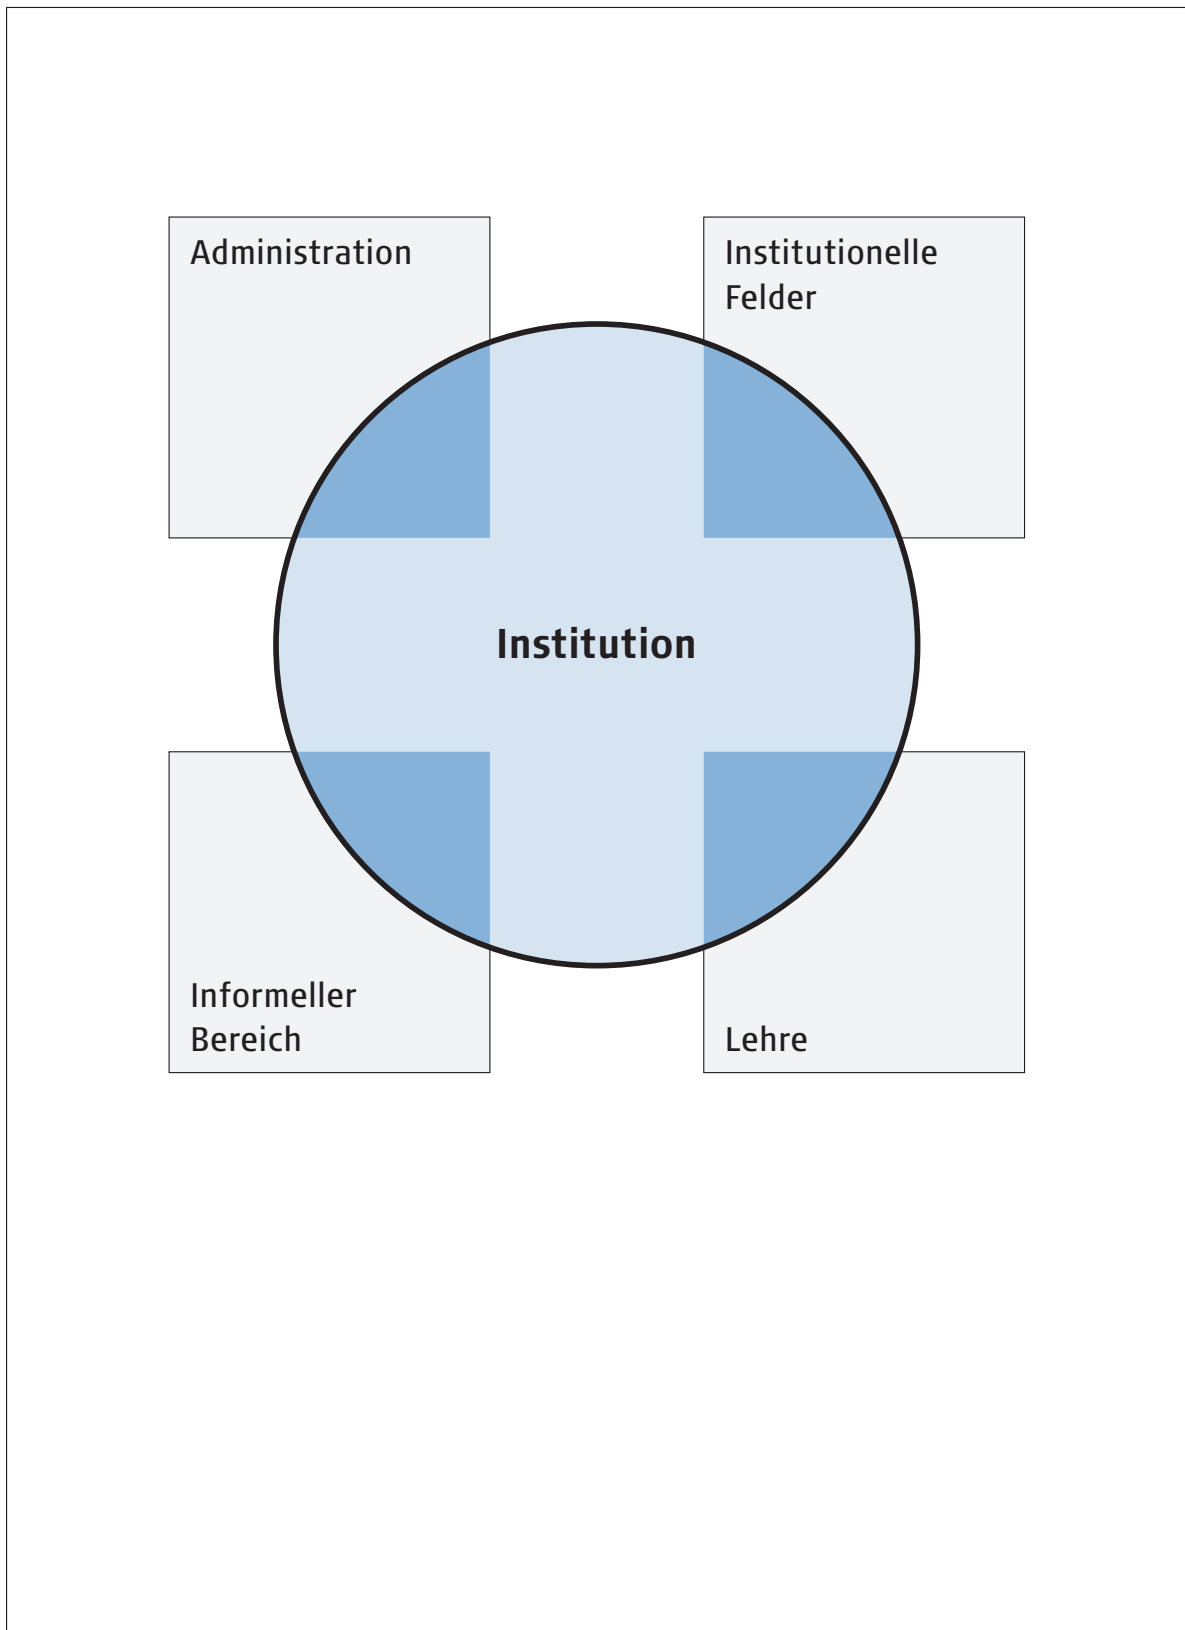 Administration
Institutionelle
Felder
Institution
Informeller
Bereich
Lehre